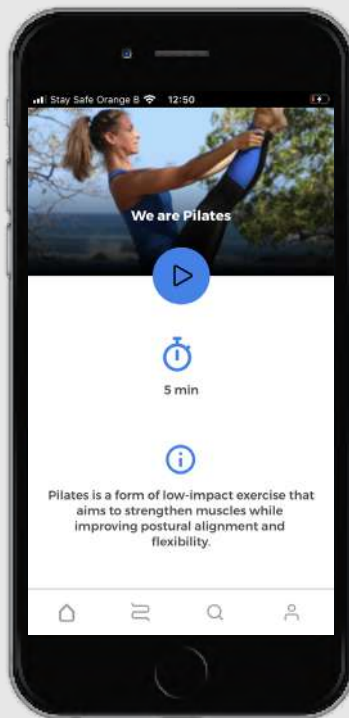 Stay Safe Orange B 12:50
We are Pilates
5 min
Pilates is a form of low-impact exercise that
aims to strengthen muscles while
improving postural alignment and
flexibility.